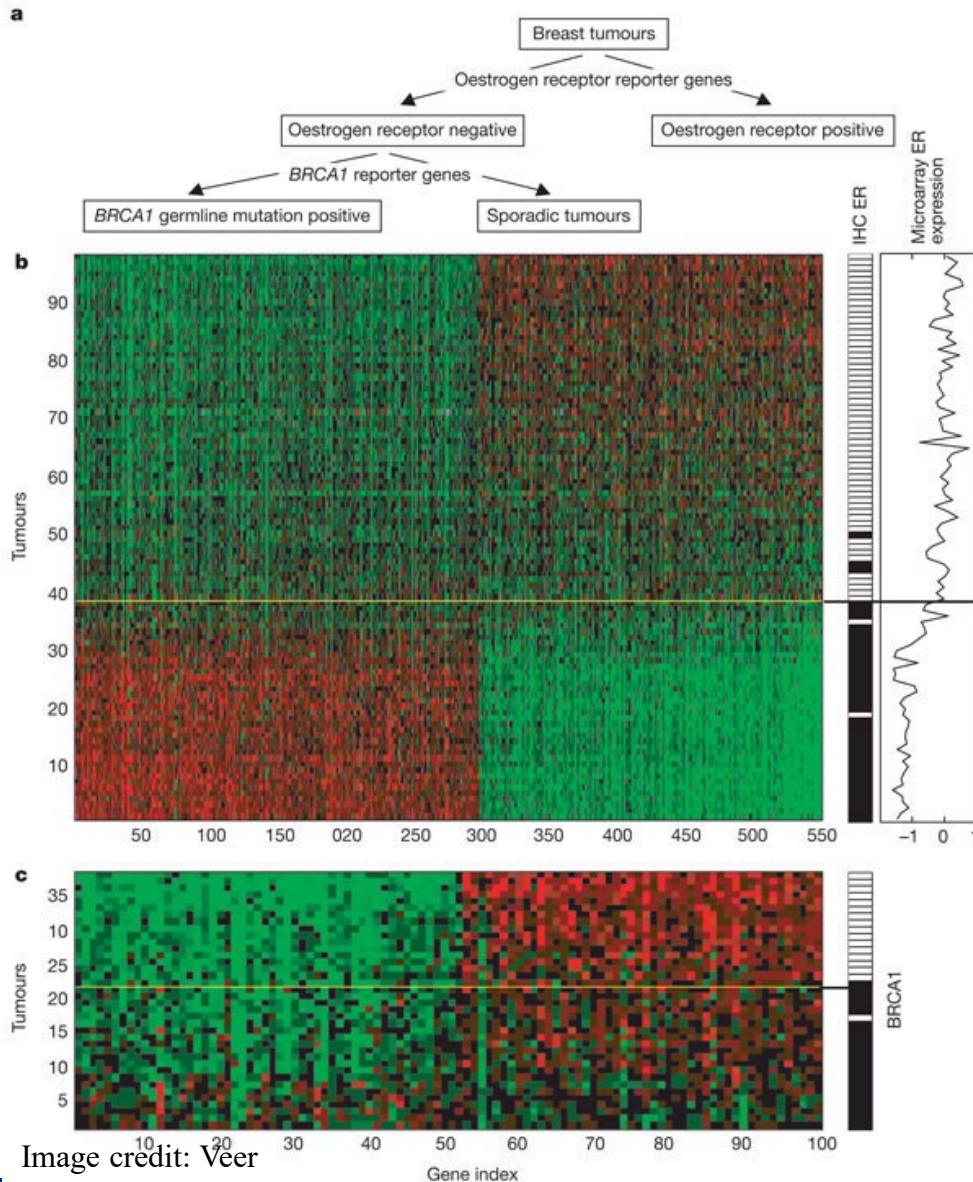 a
Breast tumours
Oestrogen receptor reporter genes
Oestrogen receptor negative
Oestrogen receptor positive
BRCA1 reporter genes
BRCA1 germline mutation positive
Sporadic tumours
IHC ER
Microarray ER
expression
b
90
80
70
60
50
40
30
20
10
Tumours
50 100 150 020 250 300 350 400 450 500 550
−1 0 1
c
35
10
25
20
15
10
5
Tumours
BRCA1
10 20 30 40 50 60 70 80 90 100
Image credit: Veer
Gene index